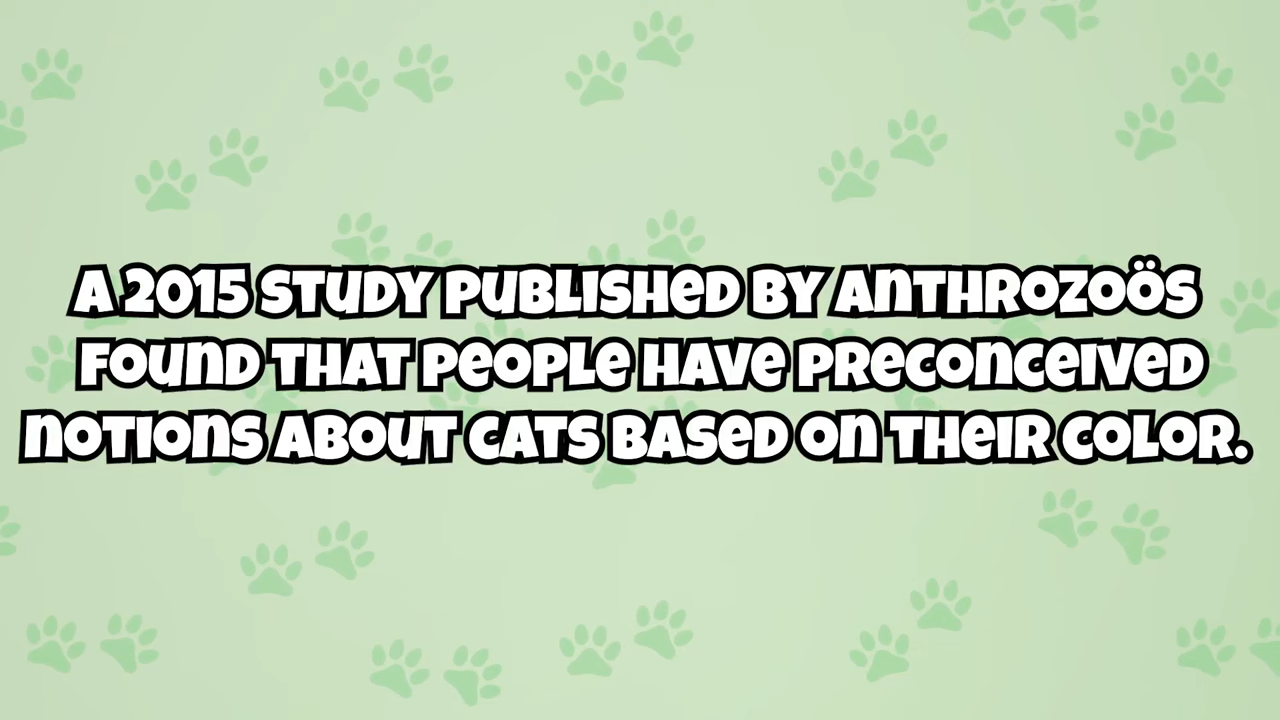 A 2015 STUDY PUBLISHED BY ANTHROZOÖS
FOUND THAT PEOPLE HAVE PRECONCEIVED
NOTIONS ABOUT CATS BASED ON THEIR COLOR.